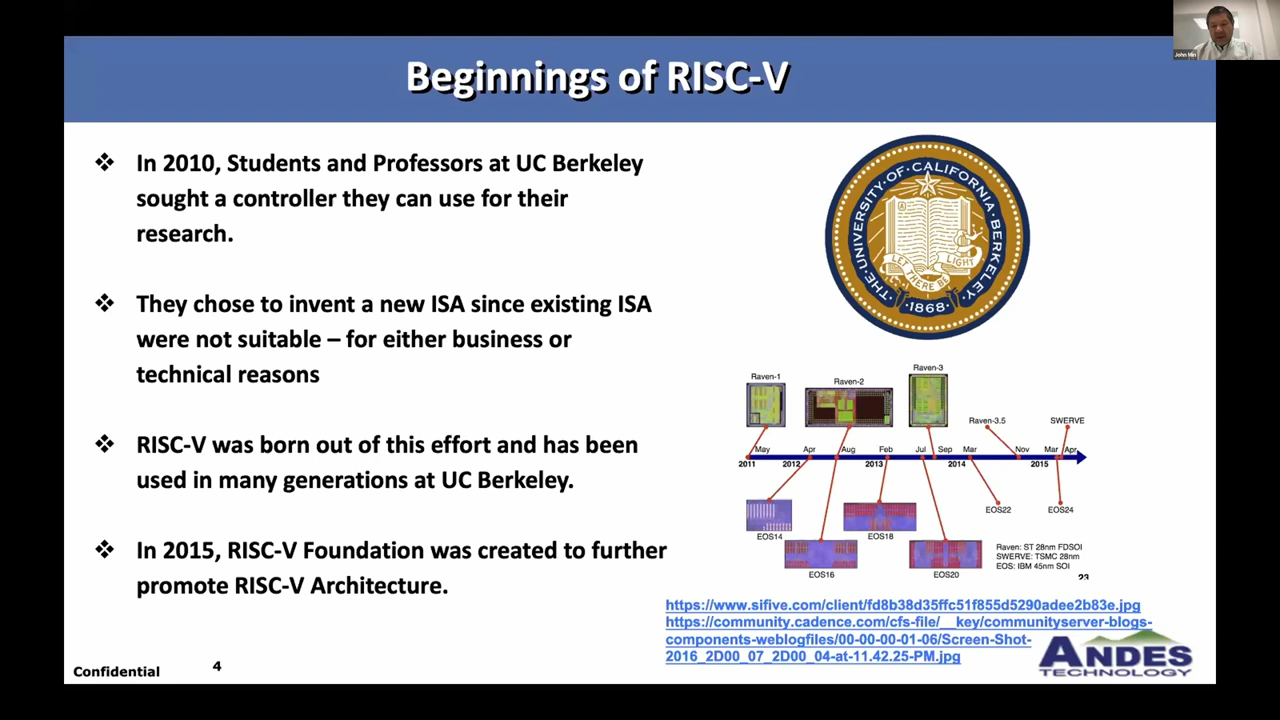 John Min
Beginnings of RISC-V
❖ In 2010, Students and Professors at UC Berkeley
sought a controller they can use for their
research.
❖ They chose to invent a new ISA since existing ISA
were not suitable – for either business or
technical reasons
❖ RISC-V was born out of this effort and has been
used in many generations at UC Berkeley.
❖ In 2015, RISC-V Foundation was created to further
promote RISC-V Architecture.
THE UNIVERSITY OF CALIFORNIA BERKELEY
LET THERE BE LIGHT
1868
Raven-1
Raven-2
Raven-3
Raven-3.5
SWERVE
May Apr Aug Feb Jul Sep Mar Nov Mar Apr
2011 2012 2013 2014 2015
EOS14
EOS16
EOS18
EOS20
EOS22
EOS24
Raven: ST 28nm FDSOI
SWERVE: TSMC 28nm
EOS: IBM 45nm SOI
23
https://www.sifive.com/client/fd8b38d35ffc51f855d5290adee2b83e.jpg
https://community.cadence.com/cfs-file/__key/communityserver-blogs-
components-weblogfiles/00-00-00-01-06/Screen-Shot-
2016_2D00_07_2D00_04-at-11.42.25-PM.jpg
ANDES
TECHNOLOGY
Confidential
4